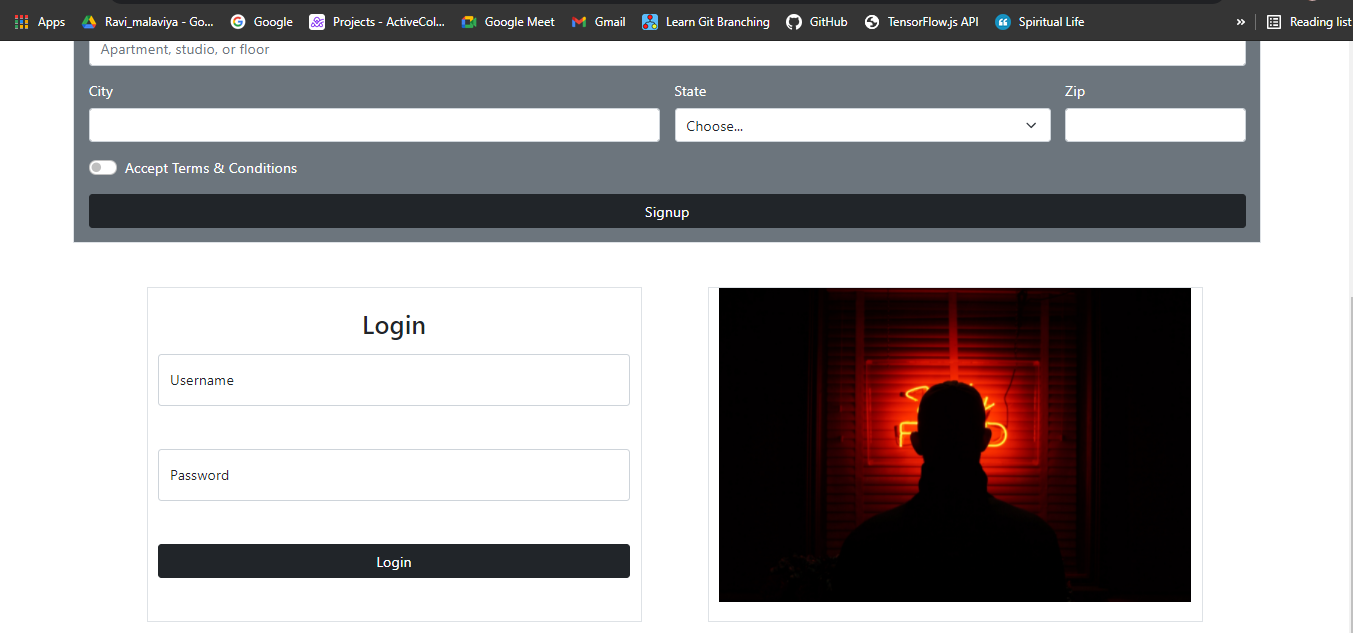 Apps Ravi_malaviya - Go... Google Projects - ActiveCol... Google Meet Gmail Learn Git Branching GitHub TensorFlow.js API Spiritual Life » Reading list
Apartment, studio, or floor
City State Zip
Choose...
Accept Terms & Conditions
Signup
Login
Username
Password
Login